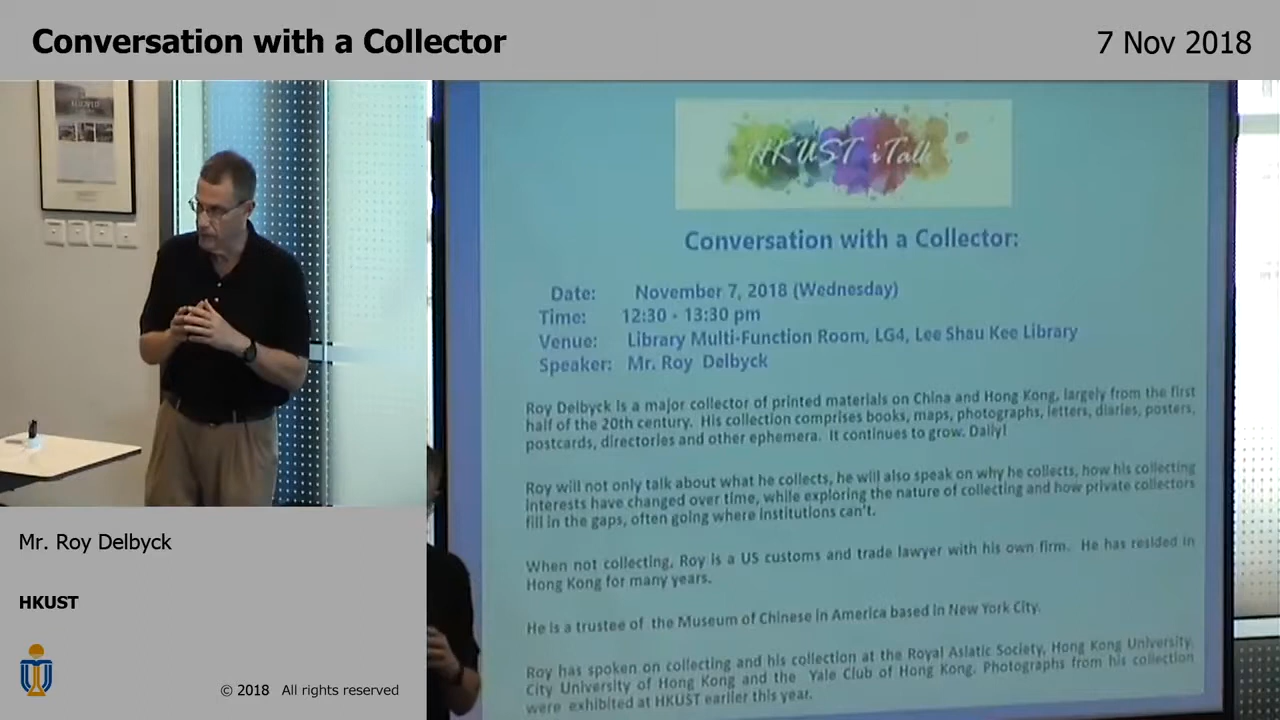 Conversation with a Collector
7 Nov 2018
HKUST iTalk
Conversation with a Collector:
Date: November 7, 2018 (Wednesday)
Time: 12:30 - 13:30 pm
Venue: Library Multi-Function Room, LG4, Lee Shau Kee Library
Speaker: Mr. Roy Delbyck
Roy Delbyck is a major collector of printed materials on China and Hong Kong, largely from the first
half of the 20th century. His collection comprises books, maps, photographs, letters, diaries, posters,
postcards, directories and other ephemera. It continues to grow. Daily!
Roy will not only talk about what he collects, he will also speak on why he collects, how his collecting
interests have changed over time, while exploring the nature of collecting and how private collectors
fill in the gaps, often going where institutions can't.
When not collecting, Roy is a US customs and trade lawyer with his own firm. He has resided in
Hong Kong for many years.
He is a trustee of the Museum of Chinese in America based in New York City.
Roy has spoken on collecting and his collection at the Royal Asiatic Society, Hong Kong University,
City University of Hong Kong and the Yale Club of Hong Kong. Photographs from his collection
were exhibited at HKUST earlier this year.
Mr. Roy Delbyck
HKUST
© 2018 All rights reserved